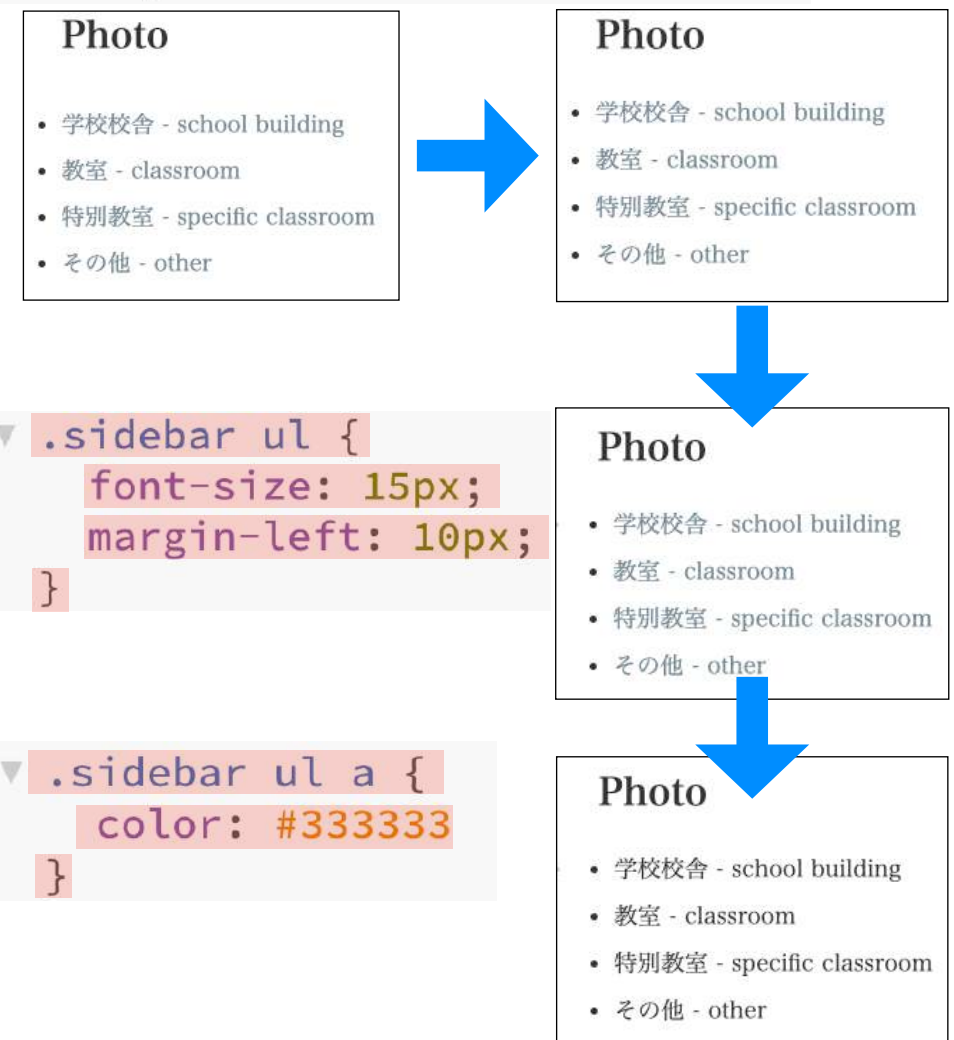 Photo
• 学校校舎 - school building
• 教室 - classroom
• 特別教室 - specific classroom
• その他 - other
Photo
• 学校校舎 - school building
• 教室 - classroom
• 特別教室 - specific classroom
• その他 - other
.sidebar ul {
font-size: 15px;
margin-left: 10px;
}
Photo
• 学校校舎 - school building
• 教室 - classroom
• 特別教室 - specific classroom
• その他 - other
.sidebar ul a {
color: #333333
}
Photo
• 学校校舎 - school building
• 教室 - classroom
• 特別教室 - specific classroom
• その他 - other